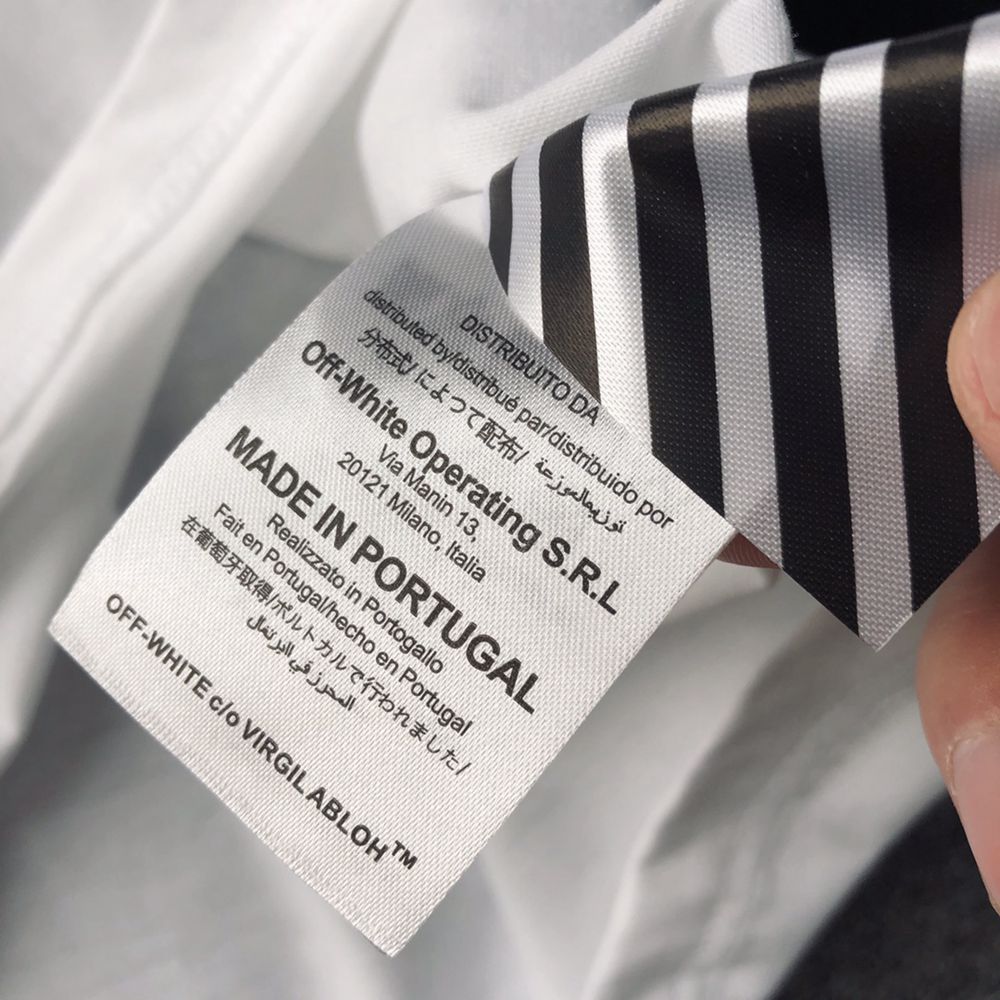 DISTRIBUITO DA
distributed by/distribué par/distribuido por
分布式/ によつて配布/ توزيعالموزعة
Off-White Operating S.R.L
Via Manin 13,
20121 Milano, Italia
MADE IN PORTUGAL
Realizzato in Portogallo
Fait en Portugal/hecho en Portugal
在葡萄牙取得/ポルトカルで行われました/
المحرز في البرتغال
OFF-WHITE c/o VIRGIL ABLOH™